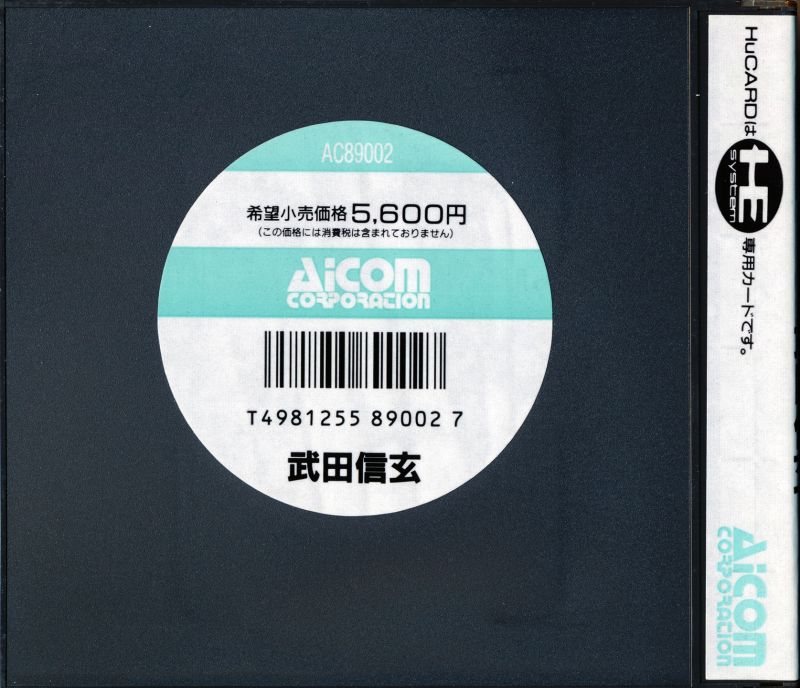 AC89002
希望小売価格5,600円
(この価格には消費税は含まれておりません)
AiCOM
CORPORATION
T4981255 89002 7
武田信玄
HuCARDは
HE
system
専用カードです。
AiCOM
CORPORATION